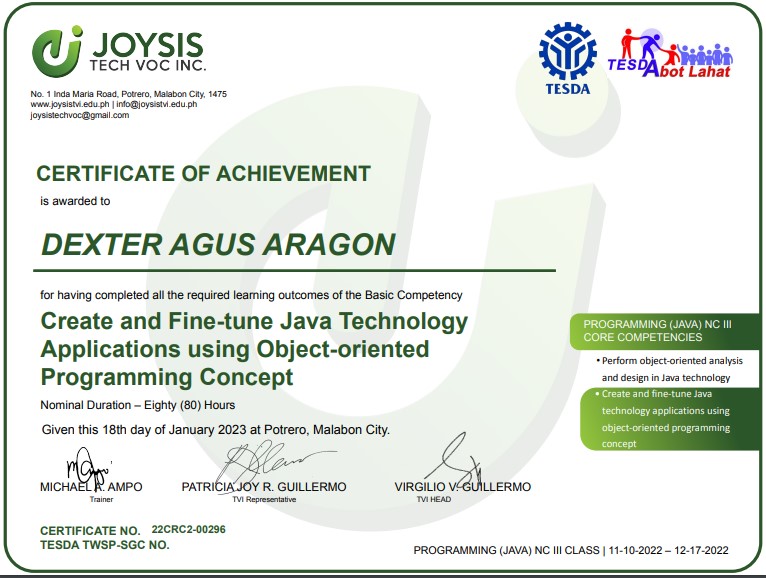 JOYSIS
TECH VOC INC.
No. 1 Inda Maria Road, Potrero, Malabon City, 1475
www.joysistvi.edu.ph | info@joysistvi.edu.ph
joysistechvoc@gmail.com
TESDA
TESDA Abot Lahat
CERTIFICATE OF ACHIEVEMENT
is awarded to
DEXTER AGUS ARAGON
for having completed all the required learning outcomes of the Basic Competency
Create and Fine-tune Java Technology
Applications using Object-oriented
Programming Concept
Nominal Duration – Eighty (80) Hours
Given this 18th day of January 2023 at Potrero, Malabon City.
PROGRAMMING (JAVA) NC III
CORE COMPETENCIES
• Perform object-oriented analysis
and design in Java technology
• Create and fine-tune Java
technology applications using
object-oriented programming
concept
MICHAEL A. AMPO
Trainer
PATRICIA JOY R. GUILLERMO
TVI Representative
VIRGILIO V. GUILLERMO
TVI HEAD
CERTIFICATE NO. 22CRC2-00296
TESDA TWSP-SGC NO.
PROGRAMMING (JAVA) NC III CLASS | 11-10-2022 – 12-17-2022